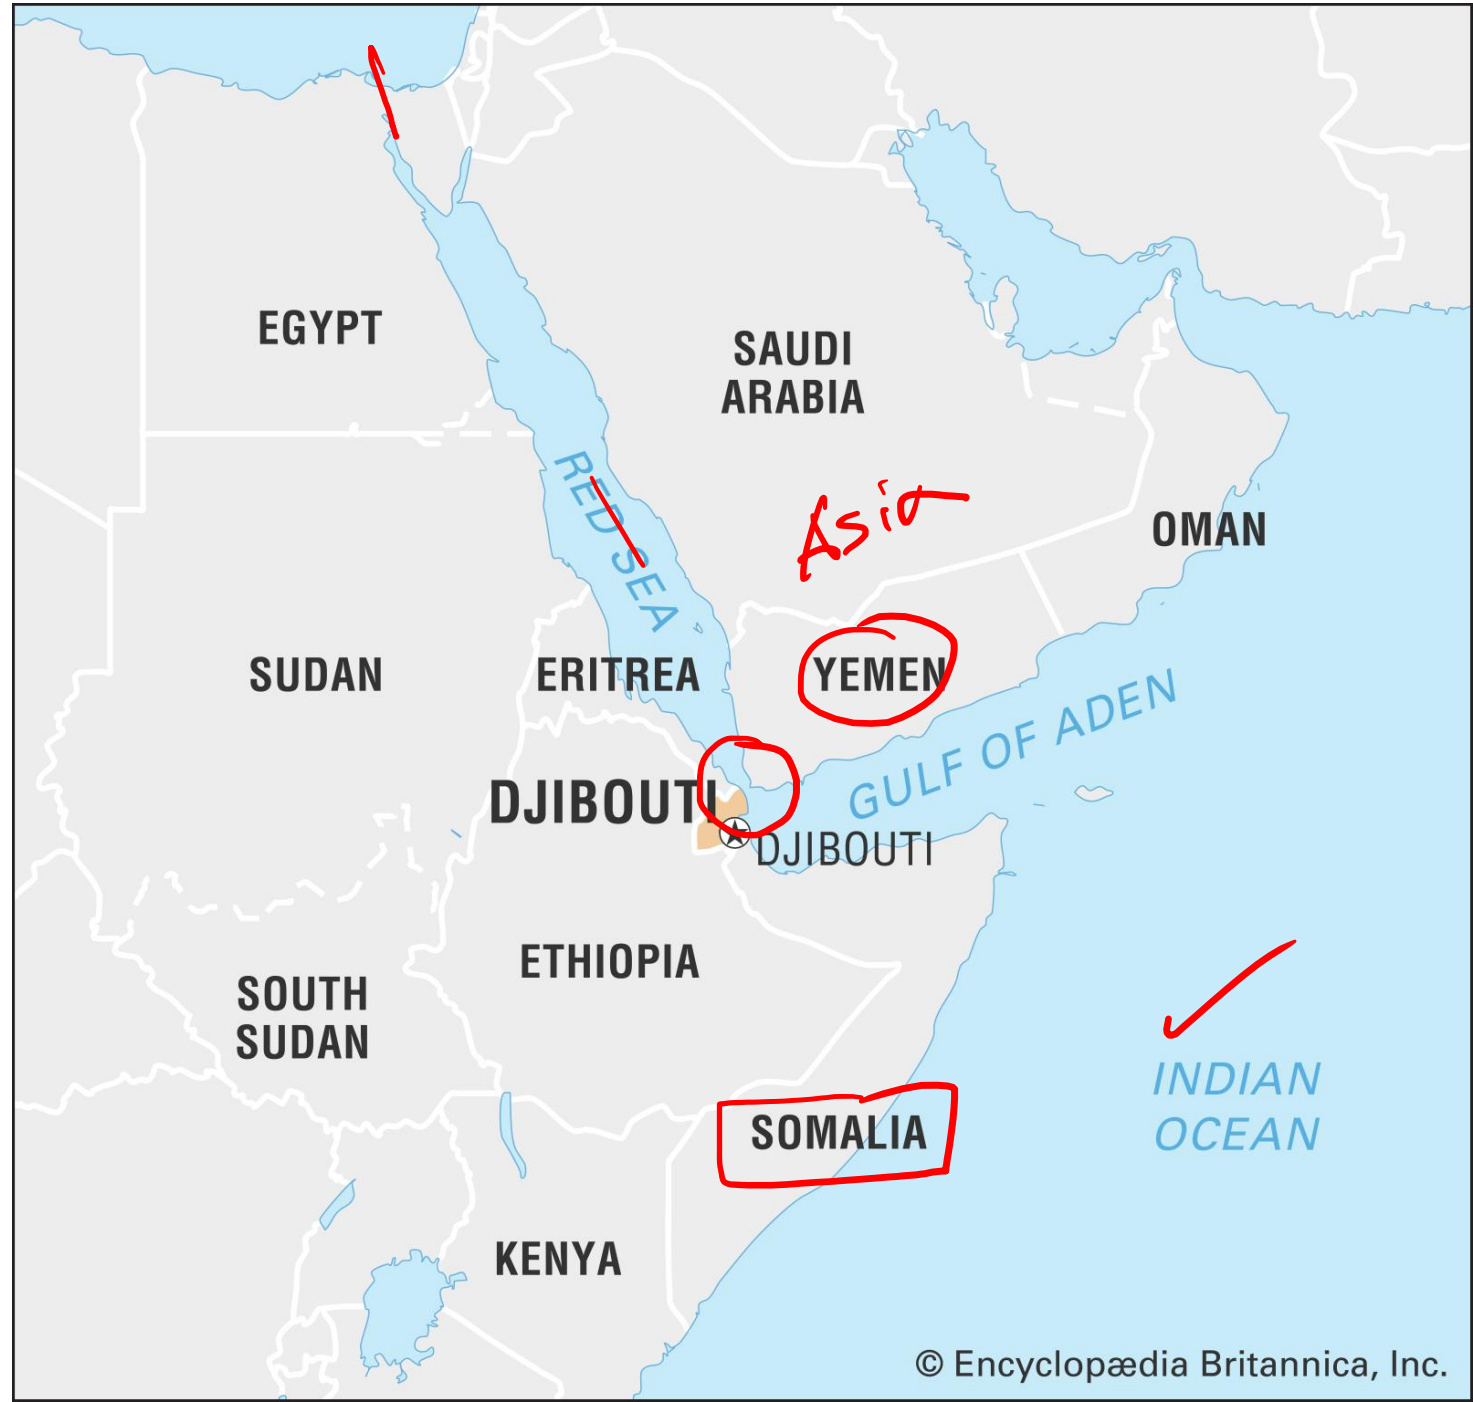 EGYPT
SAUDI
ARABIA
RED SEA
Asia
OMAN
SUDAN
ERITREA
YEMEN
GULF OF ADEN
DJIBOUTI
DJIBOUTI
ETHIOPIA
SOUTH
SUDAN
INDIAN
OCEAN
SOMALIA
KENYA
© Encyclopædia Britannica, Inc.